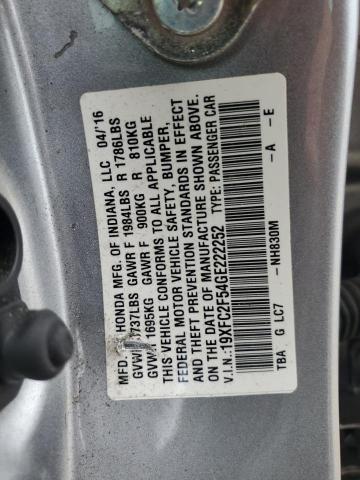 MFD. HONDA MFG. OF INDIANA, LLC 04/'16
GVWR 3737LBS GAWR F 1984LBS R 1786LBS
GVWR 1695KG GAWR F 900KG R 810KG
THIS VEHICLE CONFORMS TO ALL APPLICABLE
FEDERAL MOTOR VEHICLE SAFETY, BUMPER,
AND THEFT PREVENTION STANDARDS IN EFFECT
ON THE DATE OF MANUFACTURE SHOWN ABOVE.
V.I.N.:19XFC2F54GE222252 TYPE: PASSENGER CAR
TBA G LC7 -NH830M -A -E